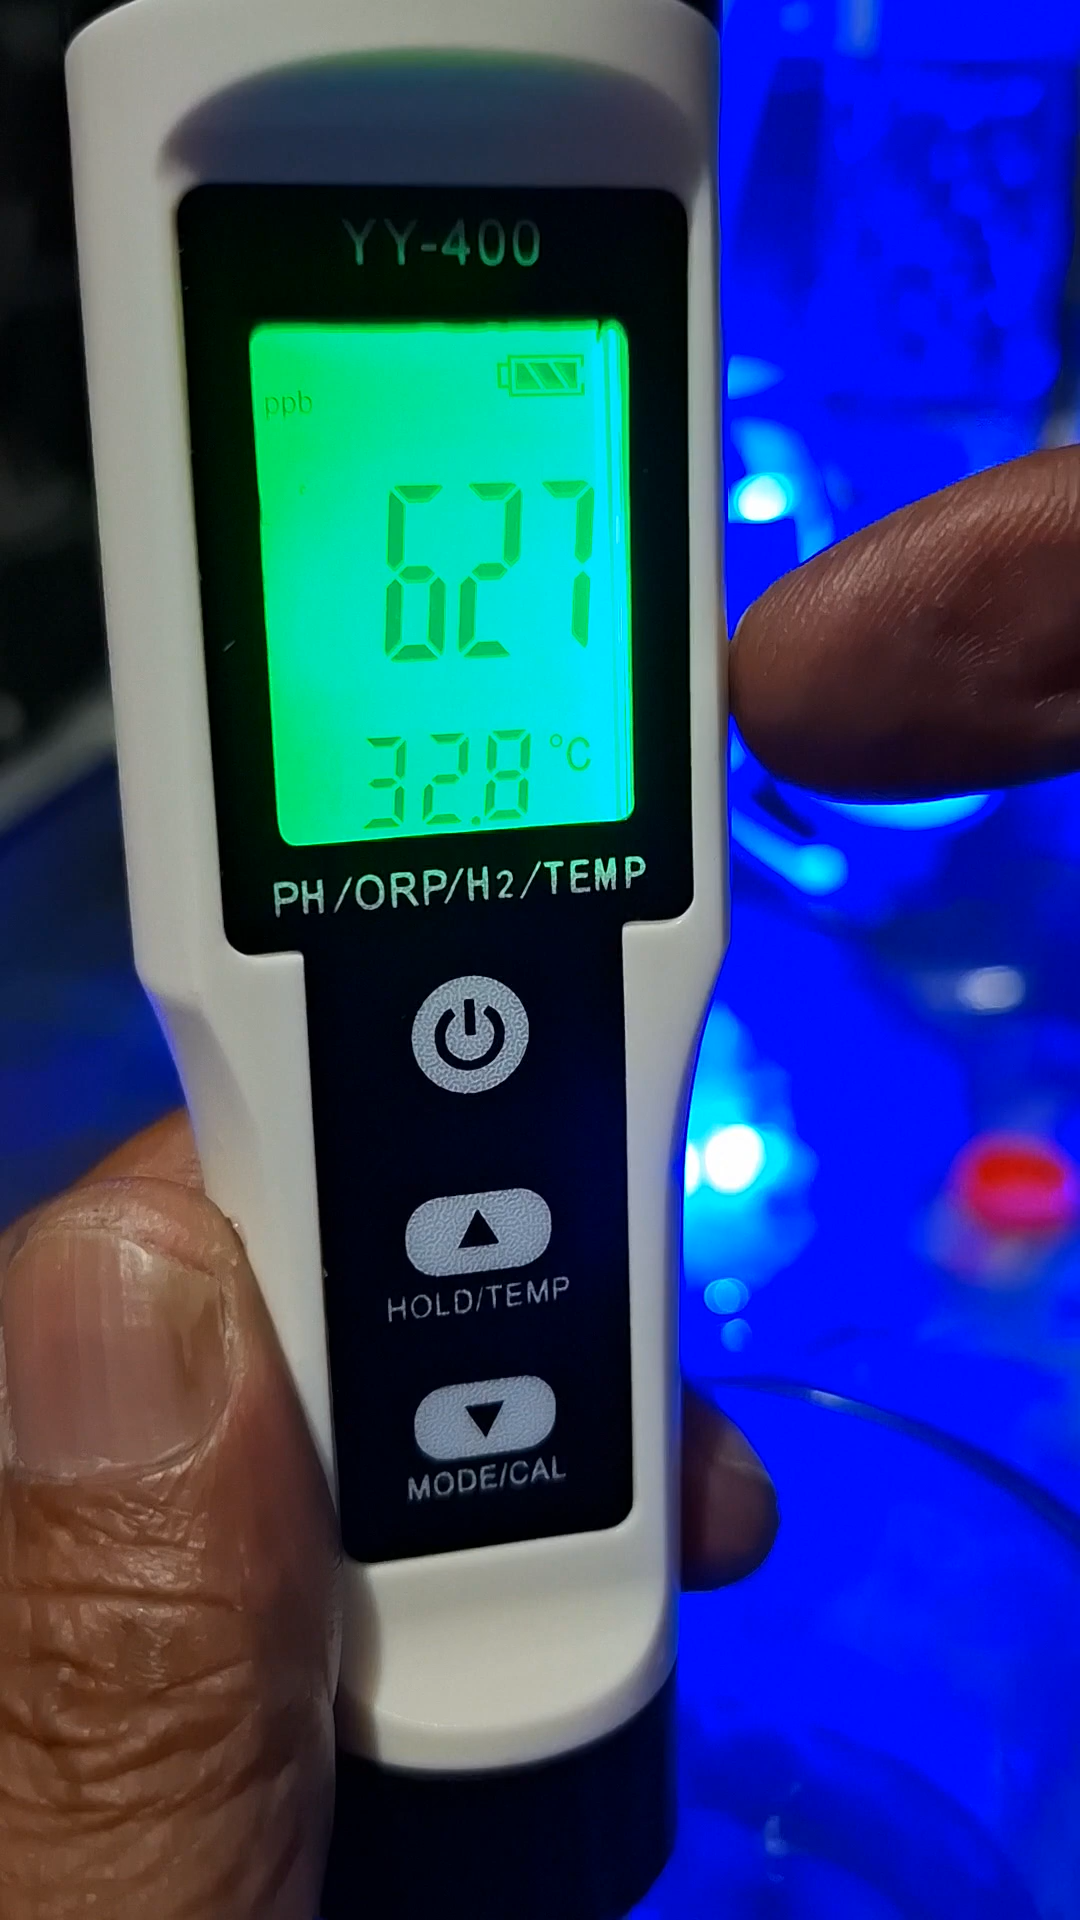 YY-400
ppb
627
32.8 °C
PH/ORP/H2/TEMP
HOLD/TEMP
MODE/CAL